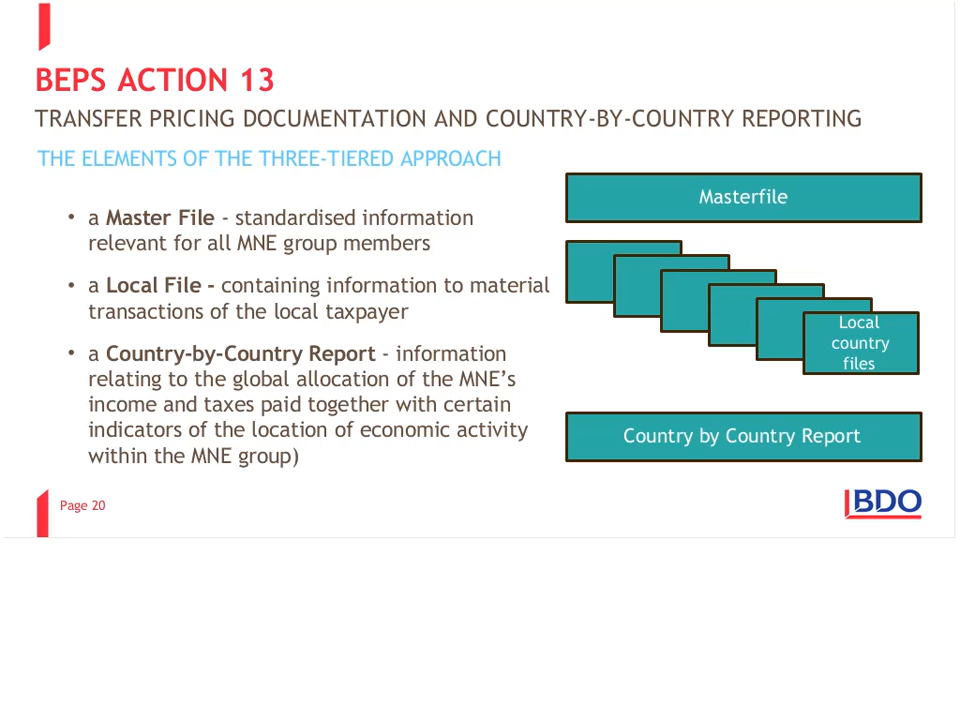 BEPS ACTION 13
TRANSFER PRICING DOCUMENTATION AND COUNTRY-BY-COUNTRY REPORTING
THE ELEMENTS OF THE THREE-TIERED APPROACH
• a Master File - standardised information
relevant for all MNE group members
• a Local File - containing information to material
transactions of the local taxpayer
• a Country-by-Country Report - information
relating to the global allocation of the MNE’s
income and taxes paid together with certain
indicators of the location of economic activity
within the MNE group)
Masterfile
Local
country
files
Country by Country Report
Page 20
BDO